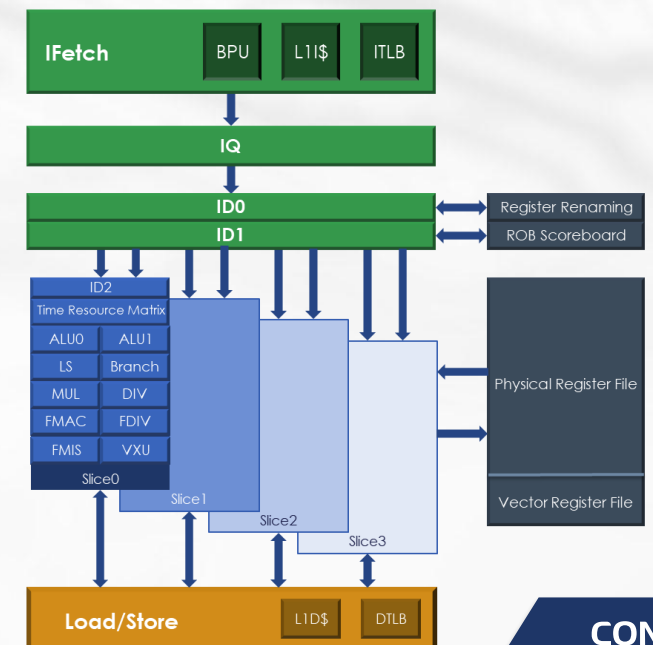 IFetch
BPU
L1I$
ITLB
IQ
ID0
ID1
Register Renaming
ROB Scoreboard
ID2
Time Resource Matrix
ALU0
ALU1
LS
Branch
MUL
DIV
FMAC
FDIV
FMIS
VXU
Slice0
Slice1
Slice2
Slice3
Physical Register File
Vector Register File
Load/Store
L1D$
DTLB
CON